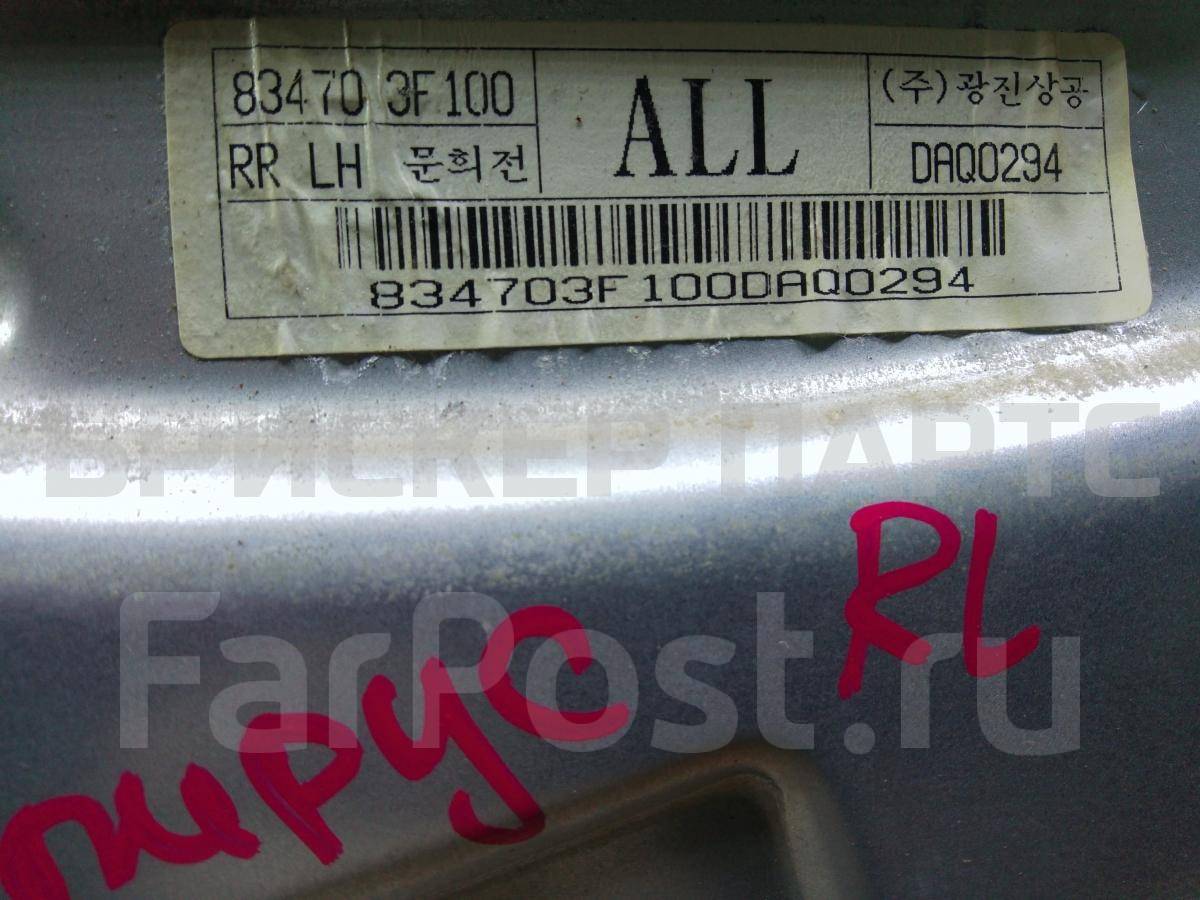 83470 3F100
ALL
(주)광진상공
RR LH 문희전
DAQ0294
834703F100DAQ0294
БРИСКЕР ПАРТС
RL
FarPost.ru
ирус